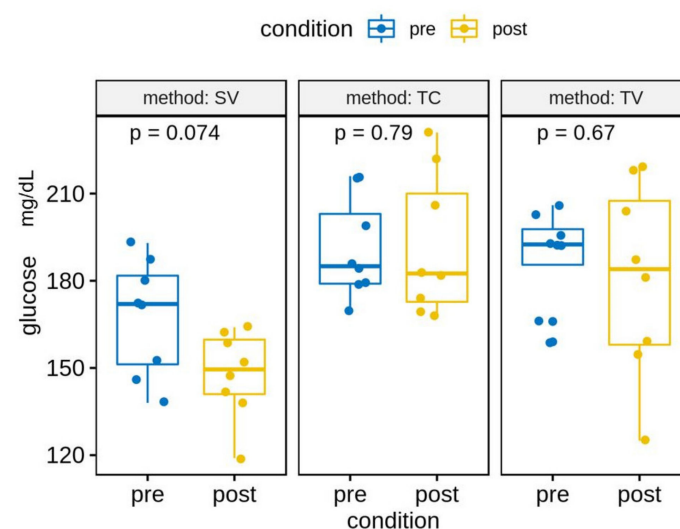 condition pre post
method: SV method: TC method: TV
p = 0.074 p = 0.79 p = 0.67
glucose mg/dL
210
180
150
120
pre post pre post pre post
condition